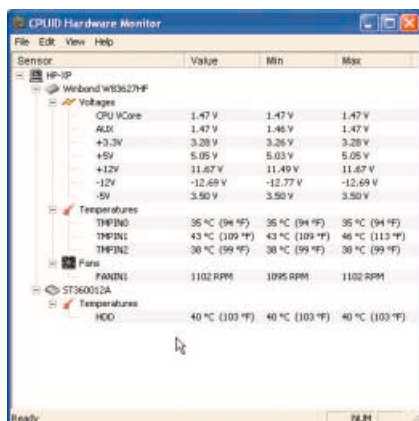 CPUID Hardware Monitor
File Edit View Help
Sensor Value Min Max
HP-XP
Winbond W83627HF
Voltages
CPU VCore 1.47 V 1.47 V 1.47 V
AUX 1.47 V 1.46 V 1.47 V
+3.3V 3.28 V 3.26 V 3.28 V
+5V 5.05 V 5.03 V 5.05 V
+12V 11.67 V 11.49 V 11.67 V
-12V -12.69 V -12.77 V -12.69 V
-5V 3.50 V 3.50 V 3.50 V
Temperatures
TMPIN0 35 °C (94 °F) 35 °C (94 °F) 35 °C (94 °F)
TMPIN1 43 °C (109 °F) 43 °C (109 °F) 46 °C (113 °F)
TMPIN2 38 °C (99 °F) 38 °C (99 °F) 38 °C (99 °F)
Fans
FANIN1 1102 RPM 1095 RPM 1102 RPM
ST360012A
Temperatures
HDD 40 °C (103 °F) 40 °C (103 °F) 40 °C (103 °F)
Ready NUM